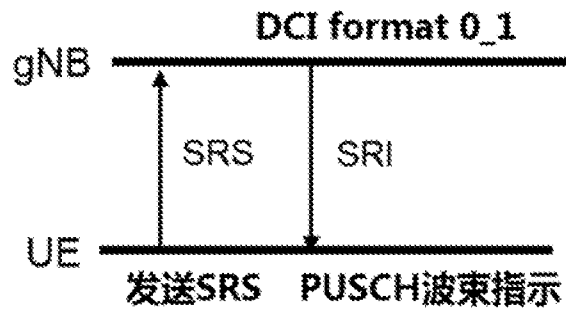 DCI format 0_1
gNB
SRS
SRI
UE
发送SRS
PUSCH波束指示